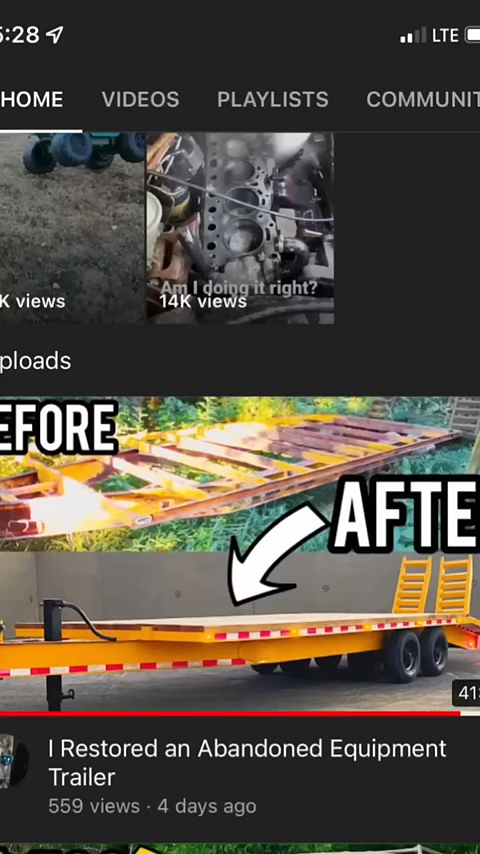 5:28 LTE
HOME VIDEOS PLAYLISTS COMMUNIT
Am I doing it right?
K views 14K views
ploads
EFORE
AFTE
41
I Restored an Abandoned Equipment
Trailer
559 views · 4 days ago